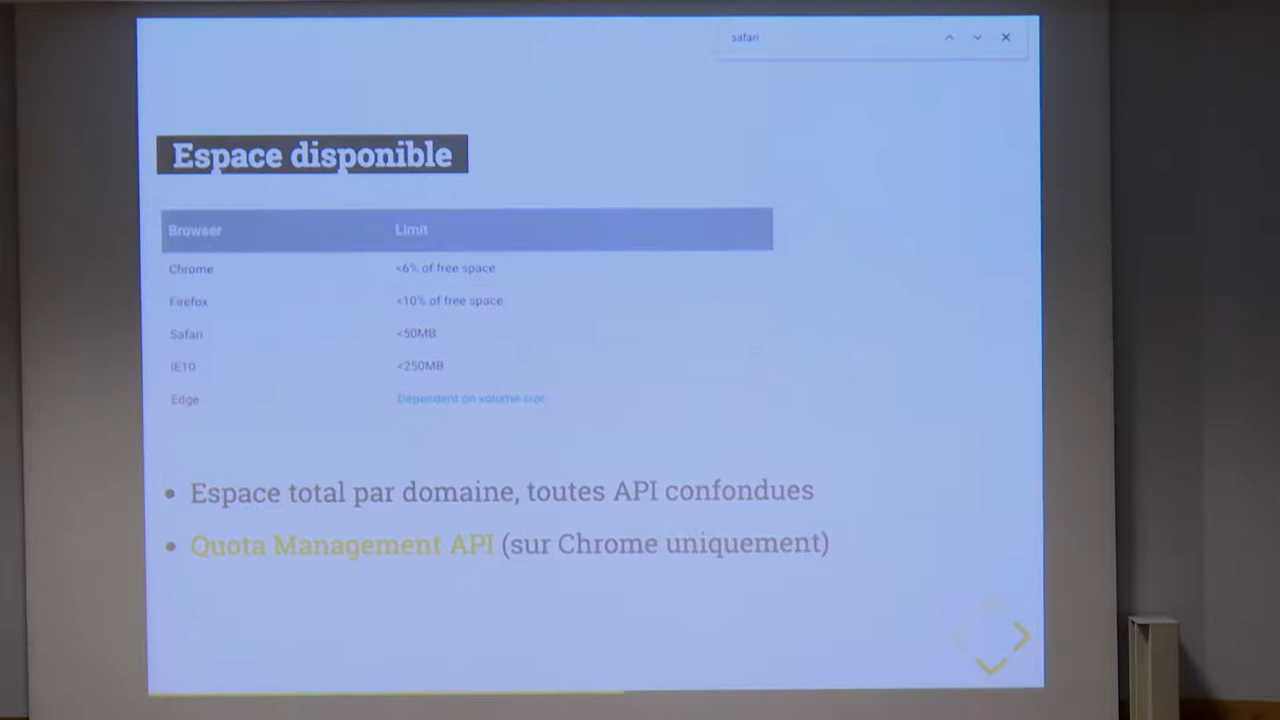 safari
Espace disponible
Browser Limit
Chrome <6% of free space
Firefox <10% of free space
Safari <50MB
IE10 <250MB
Edge Dependent on volume size
• Espace total par domaine, toutes API confondues
• Quota Management API (sur Chrome uniquement)